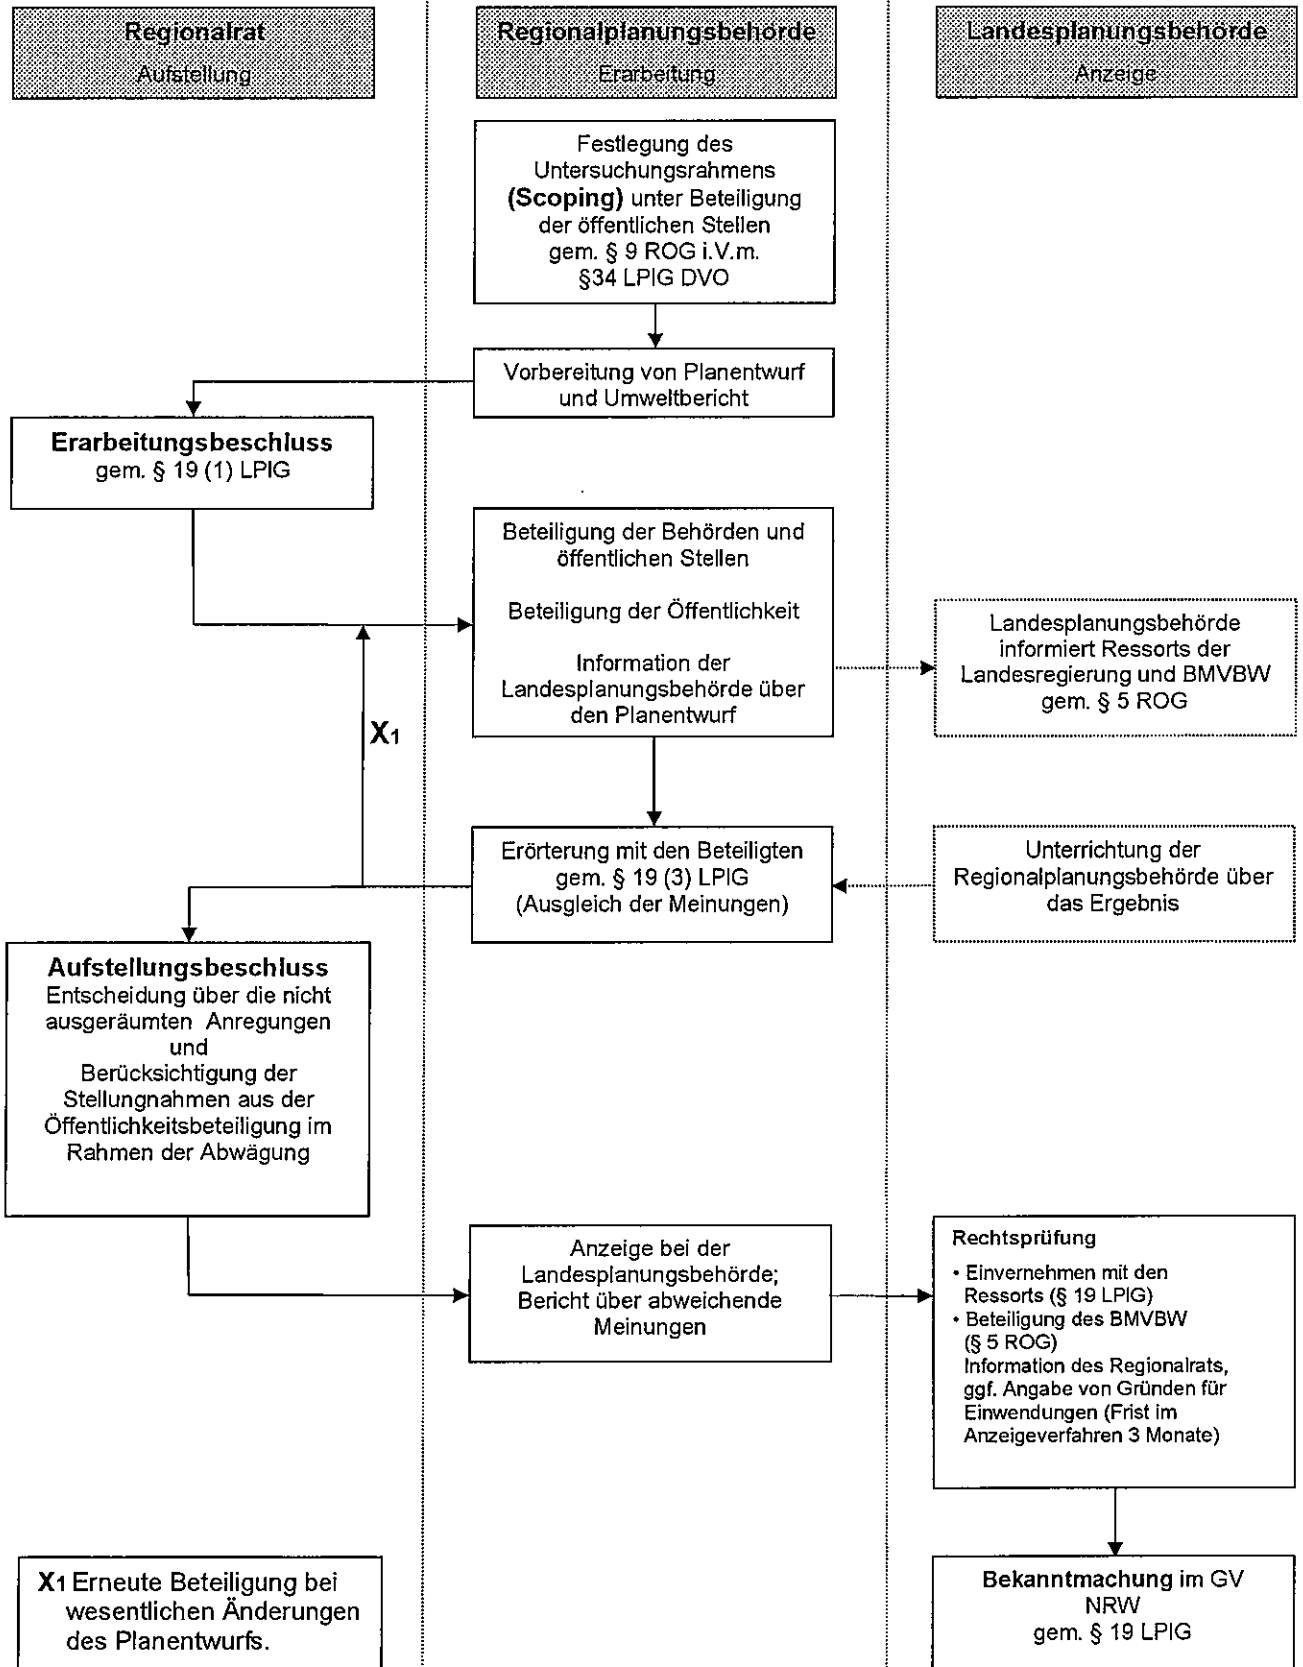 Regionalrat
Aufstellung
Regionalplanungsbehörde
Erarbeitung
Landesplanungsbehörde
Anzeige
Festlegung des
Untersuchungsrahmens
(Scoping) unter Beteiligung
der öffentlichen Stellen
gem. § 9 ROG i.V.m.
§34 LPlG DVO
Vorbereitung von Planentwurf
und Umweltbericht
Erarbeitungsbeschluss
gem. § 19 (1) LPlG
Beteiligung der Behörden und
öffentlichen Stellen
Beteiligung der Öffentlichkeit
Information der
Landesplanungsbehörde über
den Planentwurf
Landesplanungsbehörde
informiert Ressorts der
Landesregierung und BMVBW
gem. § 5 ROG
X1
Erörterung mit den Beteiligten
gem. § 19 (3) LPlG
(Ausgleich der Meinungen)
Unterrichtung der
Regionalplanungsbehörde über
das Ergebnis
Aufstellungsbeschluss
Entscheidung über die nicht
ausgeräumten Anregungen
und
Berücksichtigung der
Stellungnahmen aus der
Öffentlichkeitsbeteiligung im
Rahmen der Abwägung
Anzeige bei der
Landesplanungsbehörde;
Bericht über abweichende
Meinungen
Rechtsprüfung
• Einvernehmen mit den
Ressorts (§ 19 LPlG)
• Beteiligung des BMVBW
(§ 5 ROG)
Information des Regionalrats,
ggf. Angabe von Gründen für
Einwendungen (Frist im
Anzeigeverfahren 3 Monate)
X1 Erneute Beteiligung bei
wesentlichen Änderungen
des Planentwurfs.
Bekanntmachung im GV
NRW
gem. § 19 LPlG